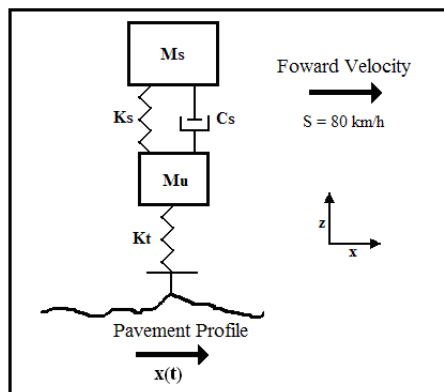 Ms
Foward Velocity
Ks
Cs
S = 80 km/h
Mu
z
Kt
x
Pavement Profile
x(t)